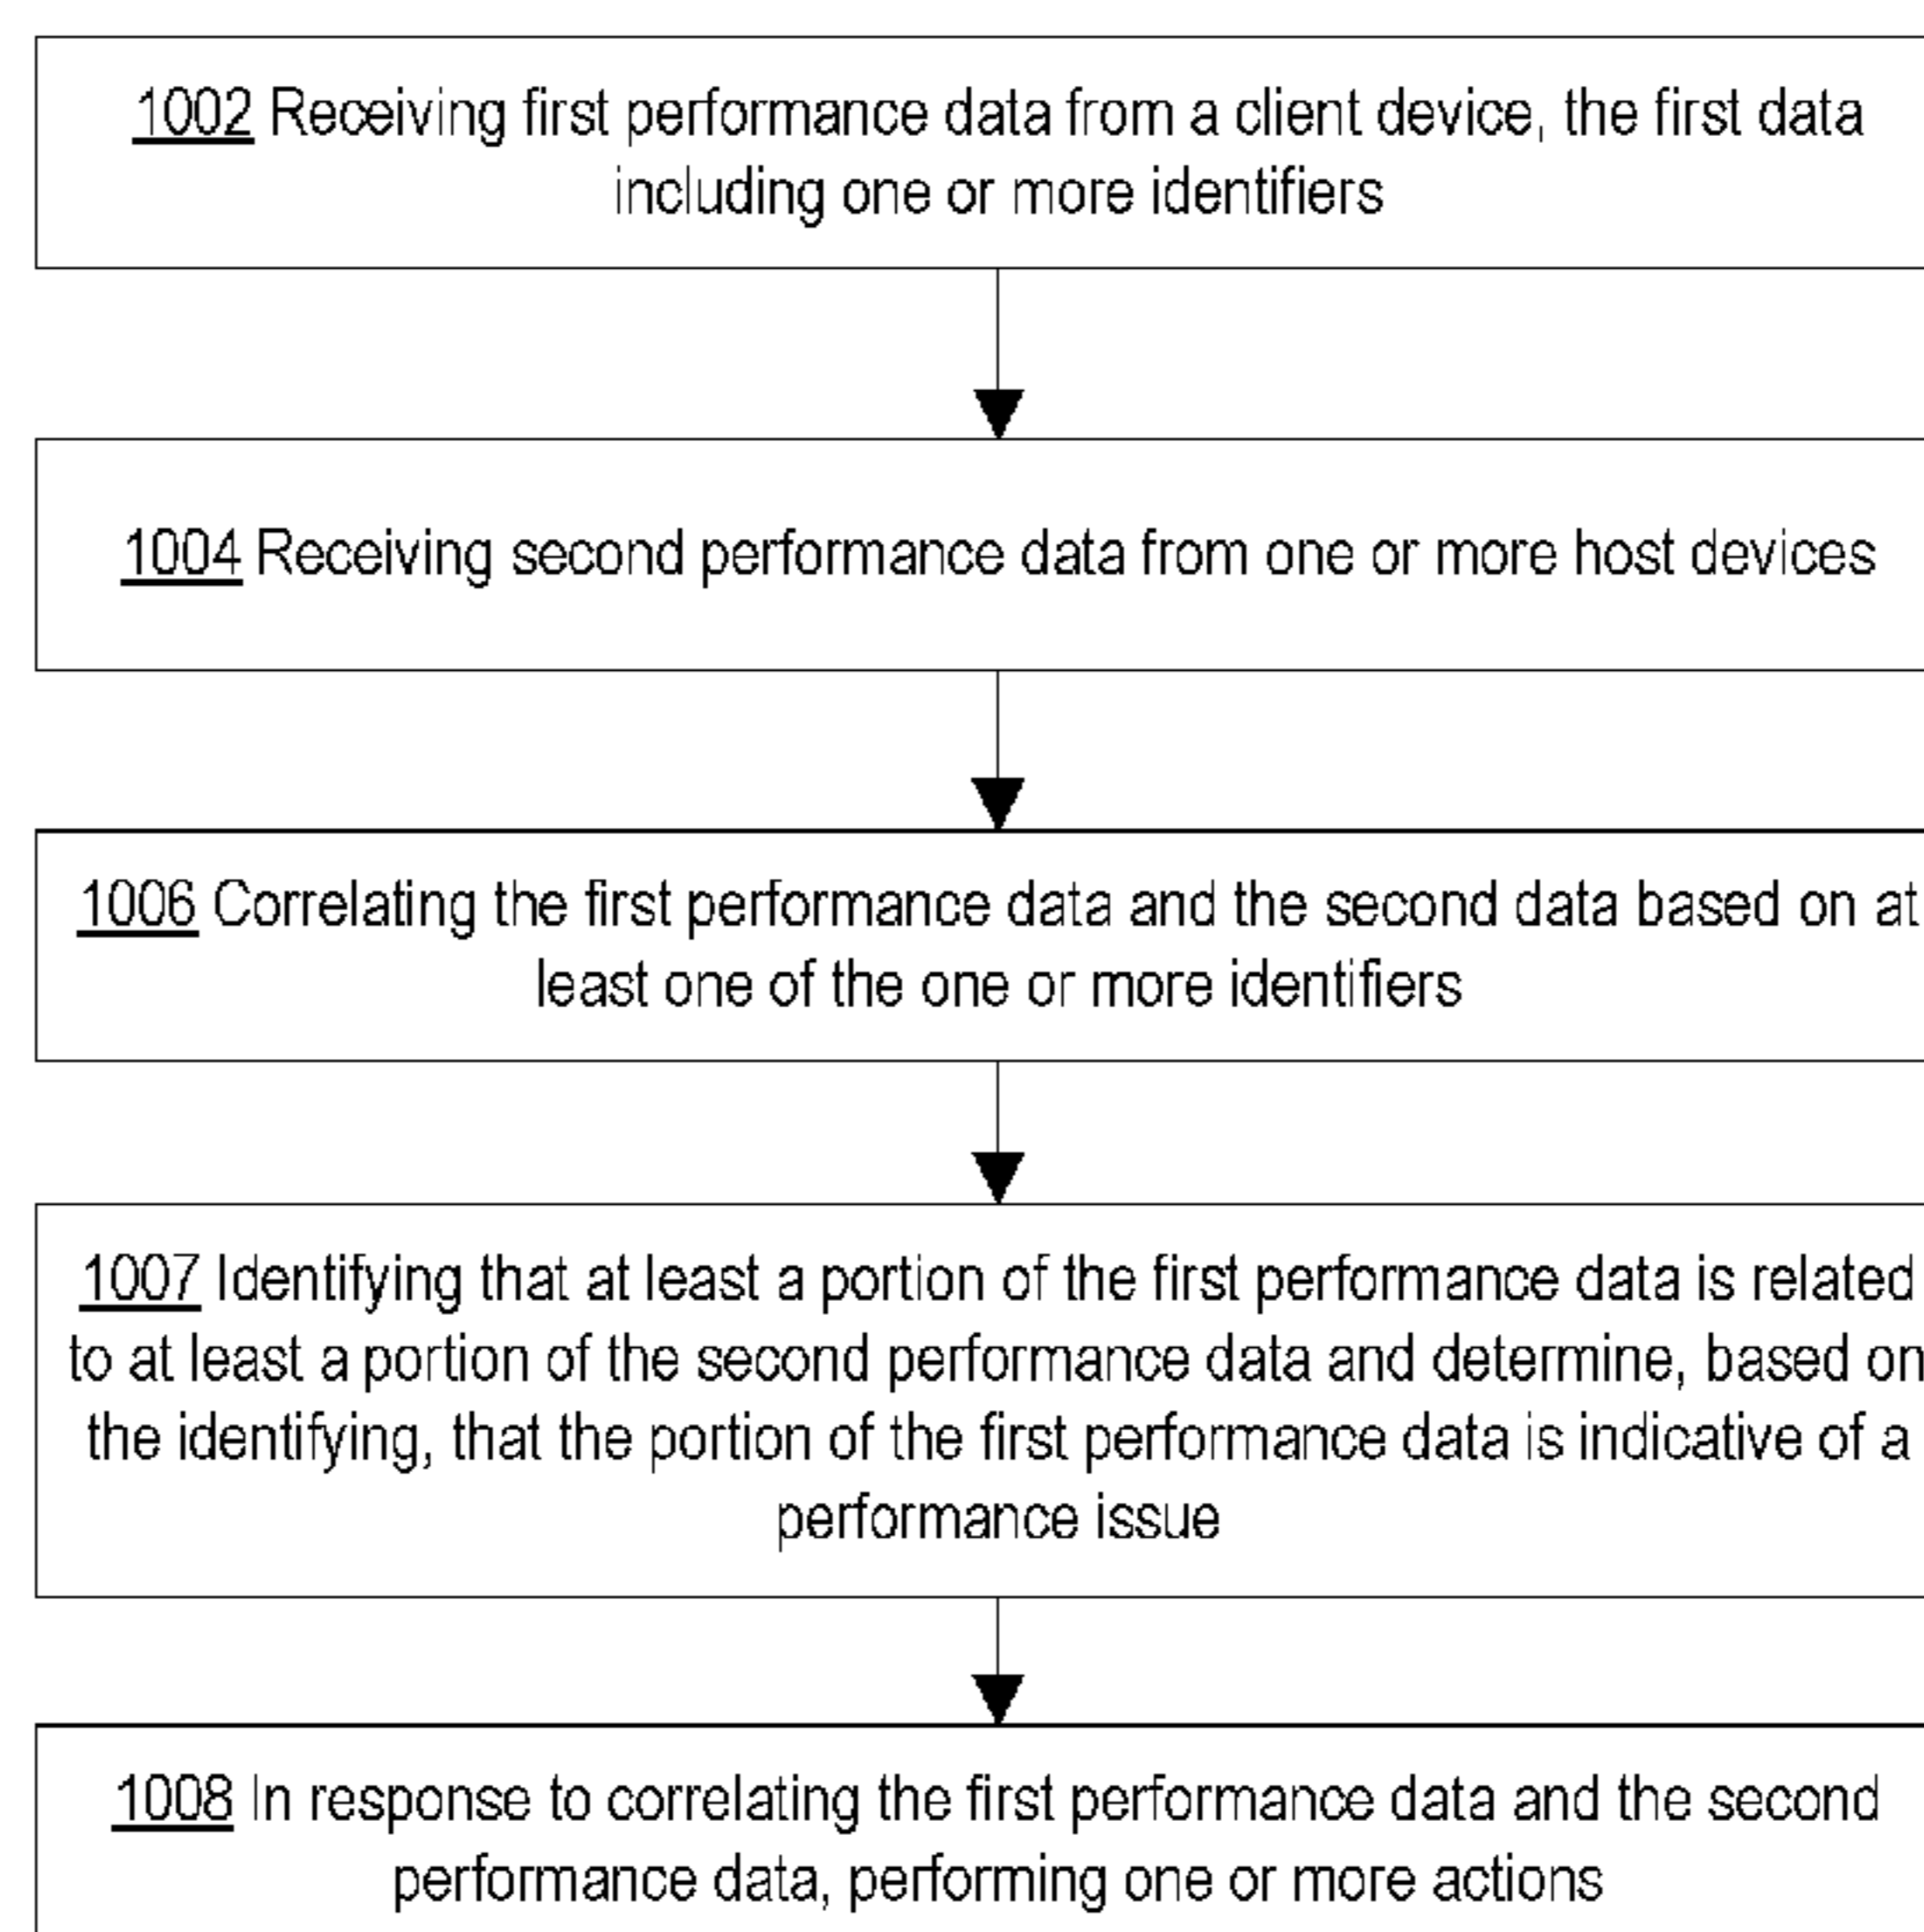 1002 Receiving first performance data from a client device, the first data
including one or more identifiers
1004 Receiving second performance data from one or more host devices
1006 Correlating the first performance data and the second data based on at
least one of the one or more identifiers
1007 Identifying that at least a portion of the first performance data is related
to at least a portion of the second performance data and determine, based on
the identifying, that the portion of the first performance data is indicative of a
performance issue
1008 In response to correlating the first performance data and the second
performance data, performing one or more actions